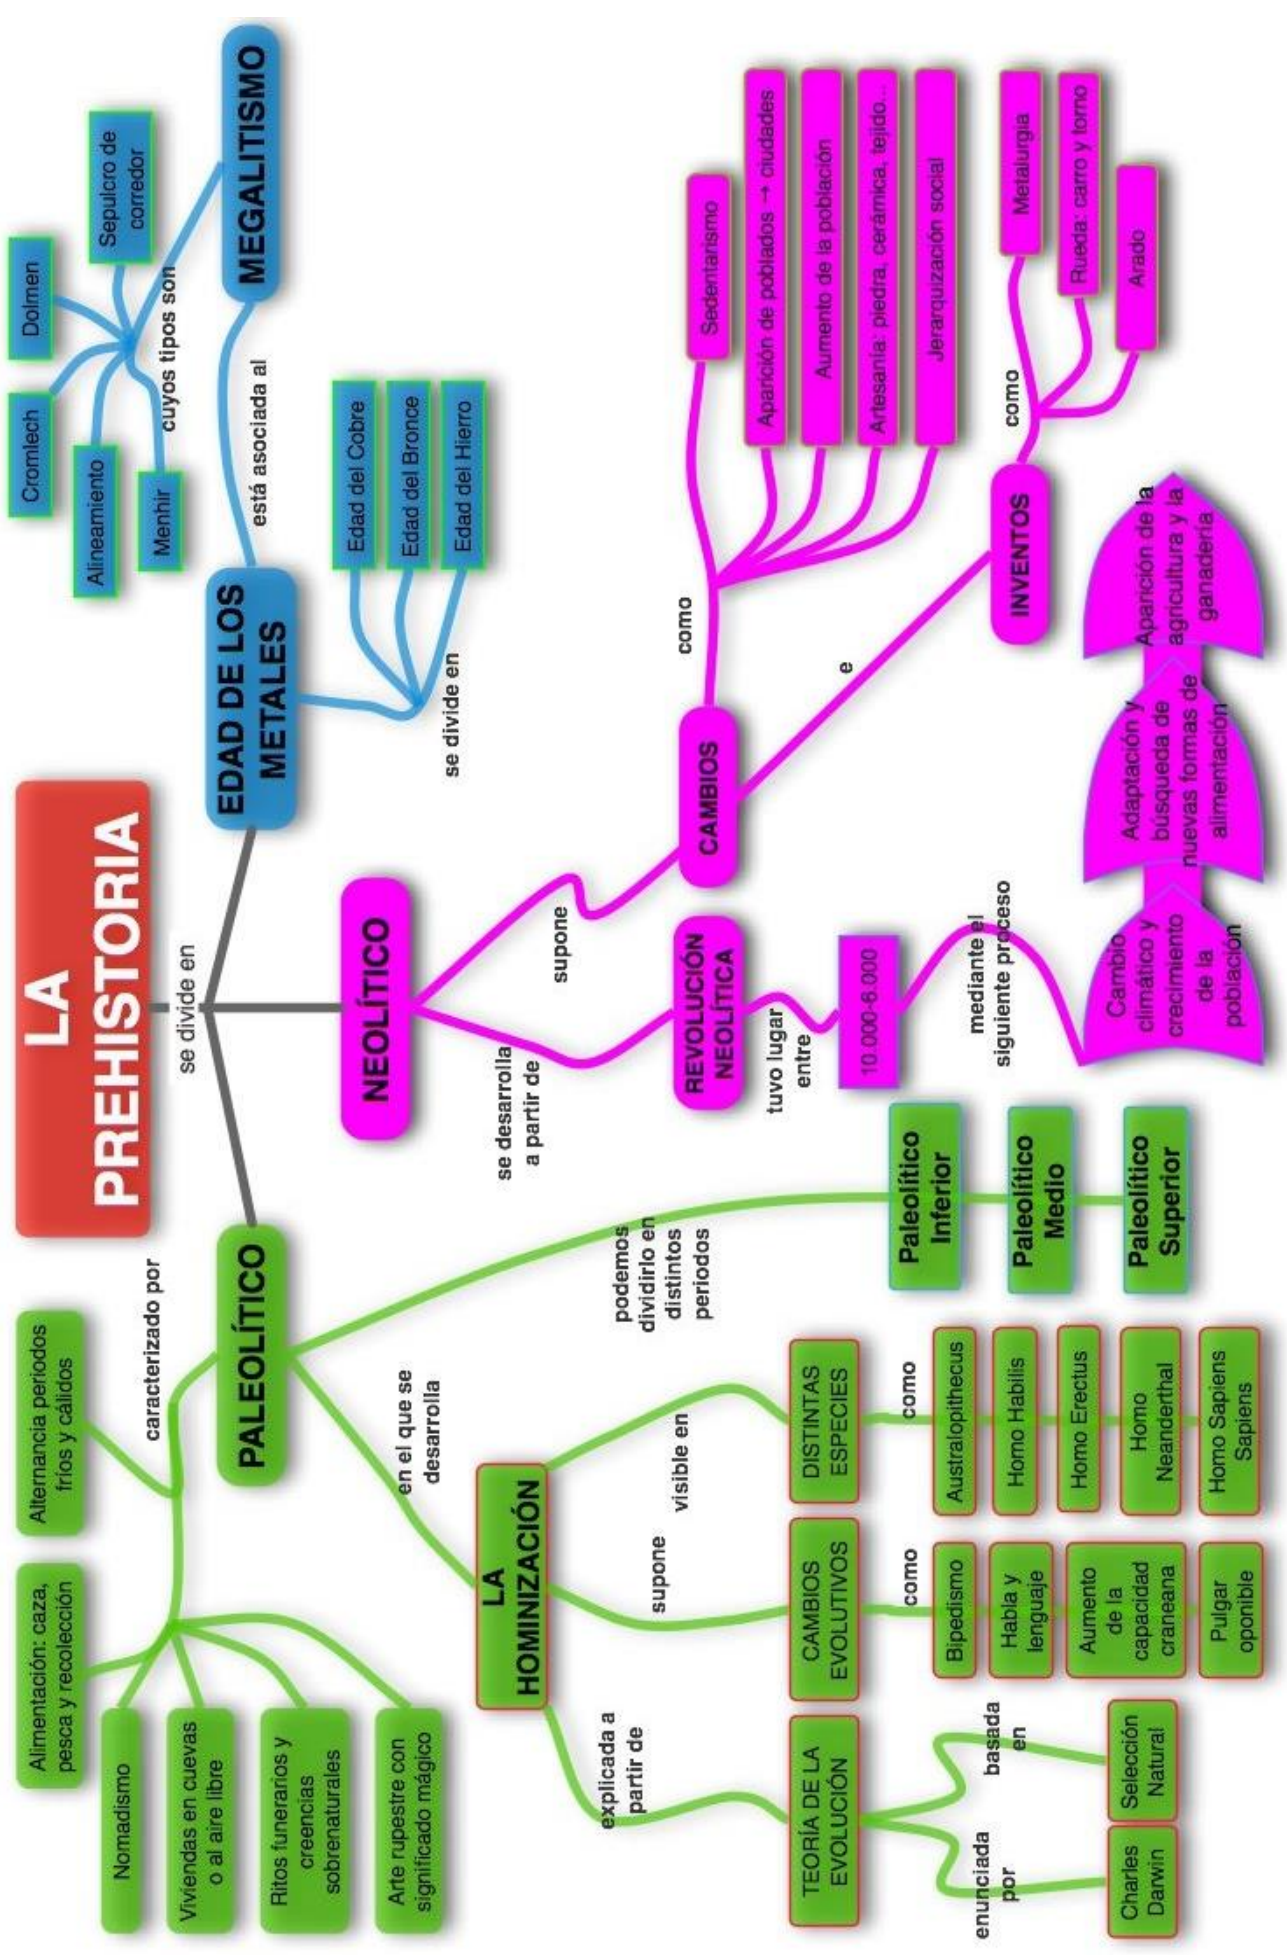 LA
PREHISTORIA
se divide en
PALEOLÍTICO
caracterizado por
Alternancia periodos
fríos y cálidos
Alimentación: caza,
pesca y recolección
Nomadismo
Viviendas en cuevas
o al aire libre
Ritos funerarios y
creencias
sobrenaturales
Arte rupestre con
significado mágico
en el que se
desarrolla
LA
HOMINIZACIÓN
explicada a
partir de
TEORÍA DE LA
EVOLUCIÓN
enunciada
por
Charles
Darwin
basada
en
Selección
Natural
supone
CAMBIOS
EVOLUTIVOS
como
Bipedismo
Habla y
lenguaje
Aumento
de la
capacidad
craneana
Pulgar
oponible
visible en
DISTINTAS
ESPECIES
como
Australopithecus
Homo Habilis
Homo Erectus
Homo
Neanderthal
Homo Sapiens
Sapiens
podemos
dividirlo en
distintos
periodos
Paleolítico
Inferior
Paleolítico
Medio
Paleolítico
Superior
NEOLÍTICO
se desarrolla
a partir de
REVOLUCIÓN
NEOLÍTICA
tuvo lugar
entre
10.000-6.000
mediante el
siguiente proceso
Cambio
climático y
crecimiento
de la
población
Adaptación y
búsqueda de
nuevas formas de
alimentación
Aparición de la
agricultura y la
ganadería
supone
CAMBIOS
como
Sedentarismo
Aparición de poblados → ciudades
Aumento de la población
Artesanía: piedra, cerámica, tejido...
Jerarquización social
e
INVENTOS
como
Metalurgia
Rueda: carro y torno
Arado
EDAD DE LOS
METALES
se divide en
Edad del Cobre
Edad del Bronce
Edad del Hierro
está asociada al
MEGALITISMO
cuyos tipos son
Menhir
Alineamiento
Cromlech
Dolmen
Sepulcro de
corredor